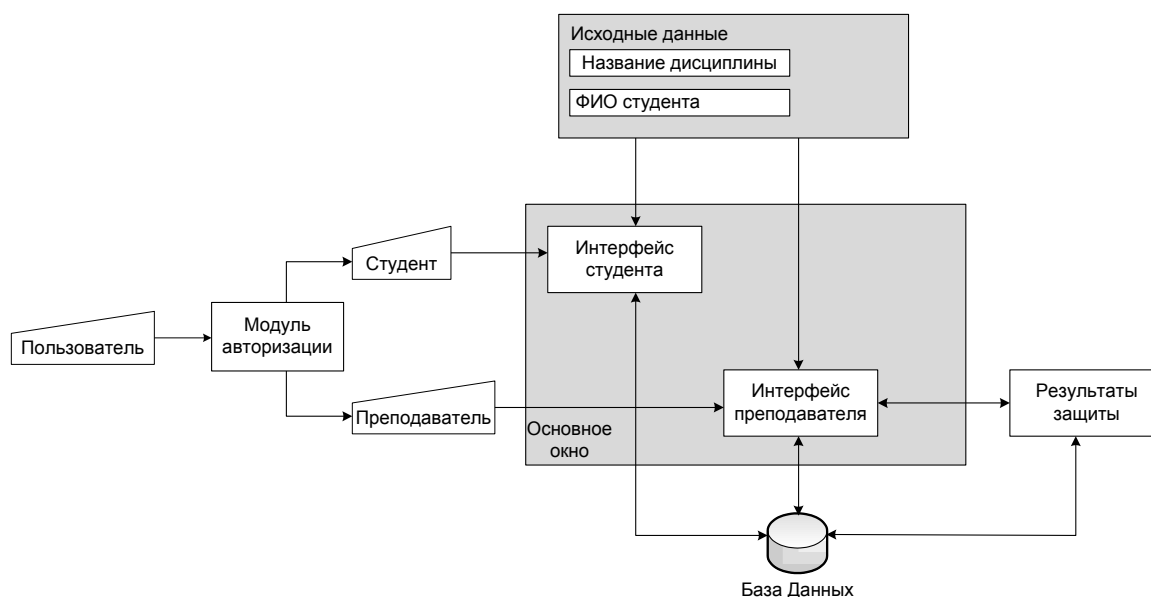 Исходные данные
Название дисциплины
ФИО студента
Интерфейс
студента
Студент
Модуль
авторизации
Пользователь
Преподаватель
Основное
окно
Интерфейс
преподавателя
Результаты
защиты
База Данных